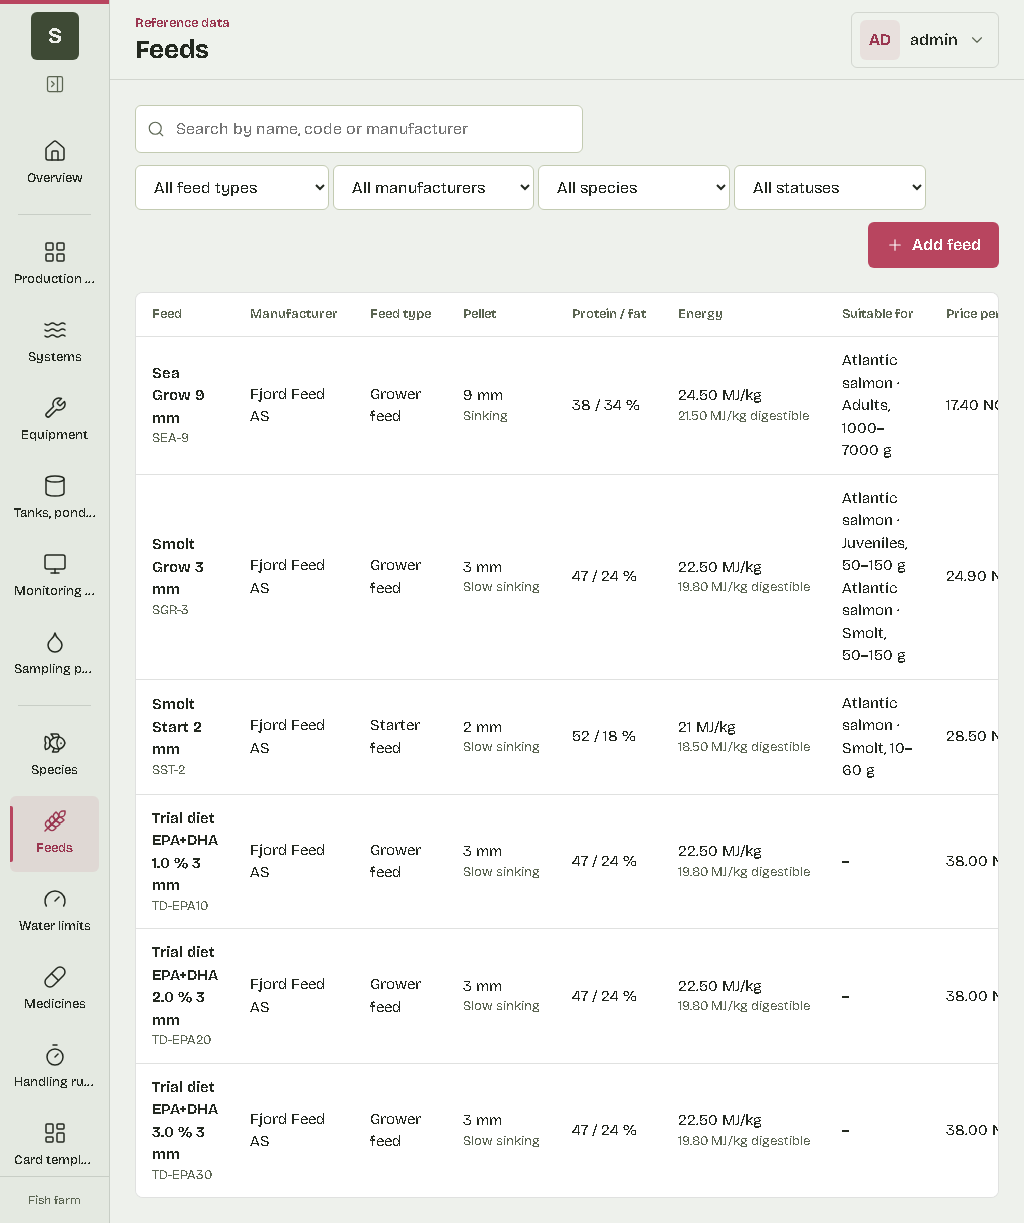 S
Reference data
Feeds
AD admin
Overview
Production ...
Systems
Equipment
Tanks, pond...
Monitoring ...
Sampling p...
Species
Feeds
Water limits
Medicines
Handling ru...
Card templ...
Fish farm
Search by name, code or manufacturer
All feed types
All manufacturers
All species
All statuses
+ Add feed
Feed Manufacturer Feed type Pellet Protein / fat Energy Suitable for Price per
Sea
Grow 9
mm
SEA-9
Fjord Feed
AS
Grower
feed
9 mm
Sinking
38 / 34 %
24.50 MJ/kg
21.50 MJ/kg digestible
Atlantic
salmon ·
Adults,
1000–
7000 g
17.40 NO
Smolt
Grow 3
mm
SGR-3
Fjord Feed
AS
Grower
feed
3 mm
Slow sinking
47 / 24 %
22.50 MJ/kg
19.80 MJ/kg digestible
Atlantic
salmon ·
Juveniles,
50–150 g
Atlantic
salmon ·
Smolt,
50–150 g
24.90 N
Smolt
Start 2
mm
SST-2
Fjord Feed
AS
Starter
feed
2 mm
Slow sinking
52 / 18 %
21 MJ/kg
18.50 MJ/kg digestible
Atlantic
salmon ·
Smolt, 10–
60 g
28.50 N
Trial diet
EPA+DHA
1.0 % 3
mm
TD-EPA10
Fjord Feed
AS
Grower
feed
3 mm
Slow sinking
47 / 24 %
22.50 MJ/kg
19.80 MJ/kg digestible
–
38.00 N
Trial diet
EPA+DHA
2.0 % 3
mm
TD-EPA20
Fjord Feed
AS
Grower
feed
3 mm
Slow sinking
47 / 24 %
22.50 MJ/kg
19.80 MJ/kg digestible
–
38.00 N
Trial diet
EPA+DHA
3.0 % 3
mm
TD-EPA30
Fjord Feed
AS
Grower
feed
3 mm
Slow sinking
47 / 24 %
22.50 MJ/kg
19.80 MJ/kg digestible
–
38.00 N